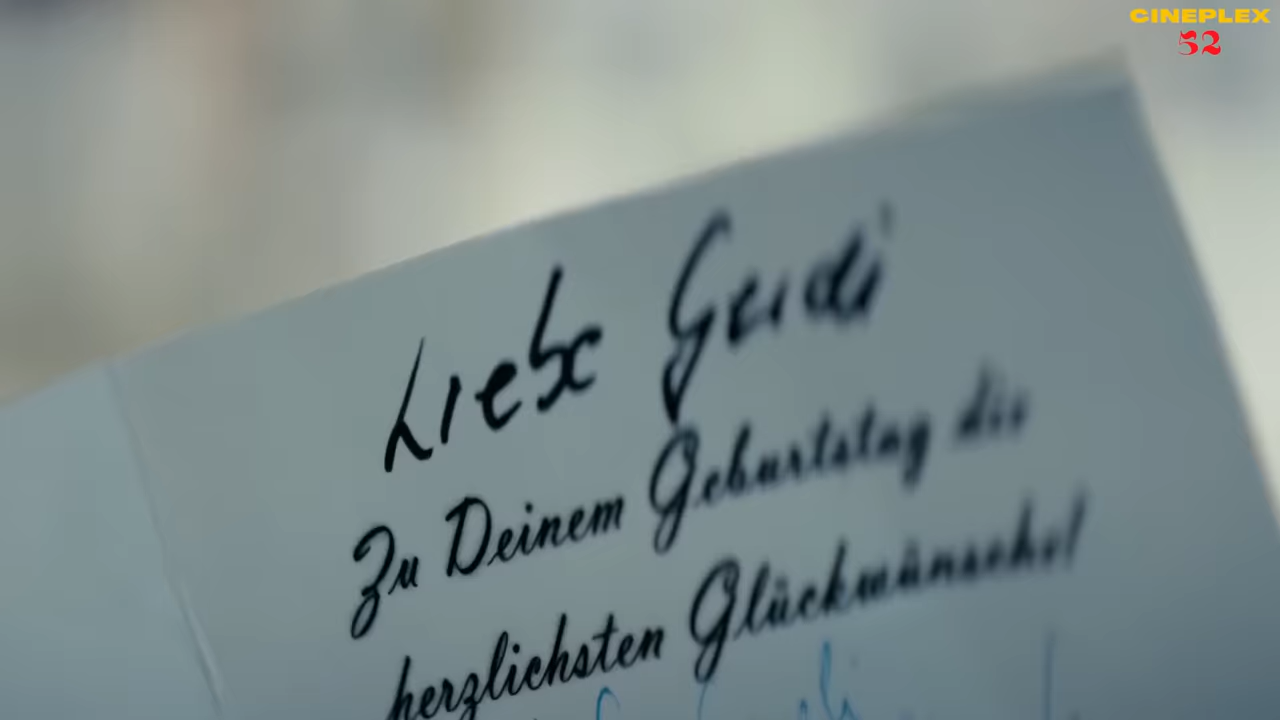 CINEPLEX
52
Liebe Gerdi
Zu Deinem Geburtstag die
herzlichsten Glückwünsche!